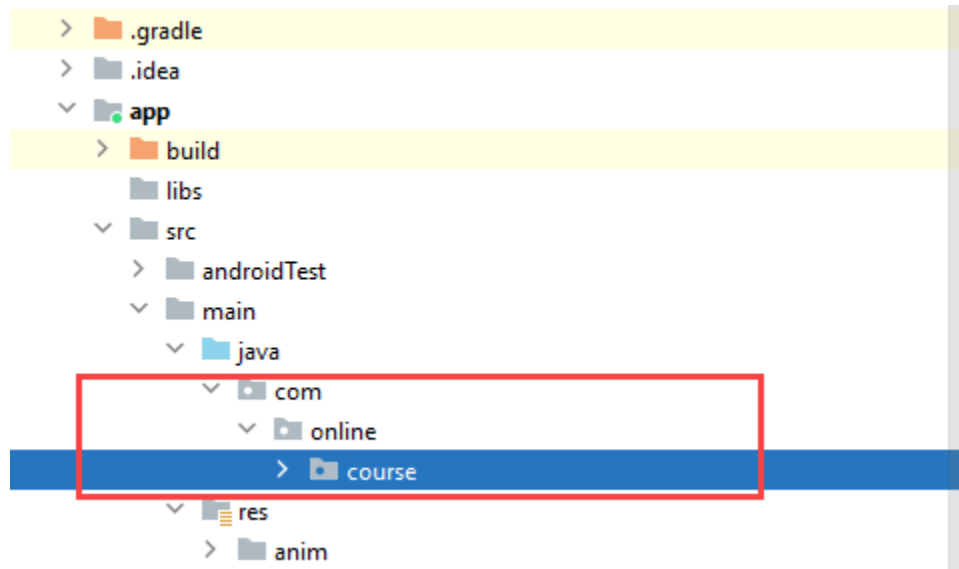 .gradle
.idea
app
build
libs
src
androidTest
main
java
com
online
course
res
anim